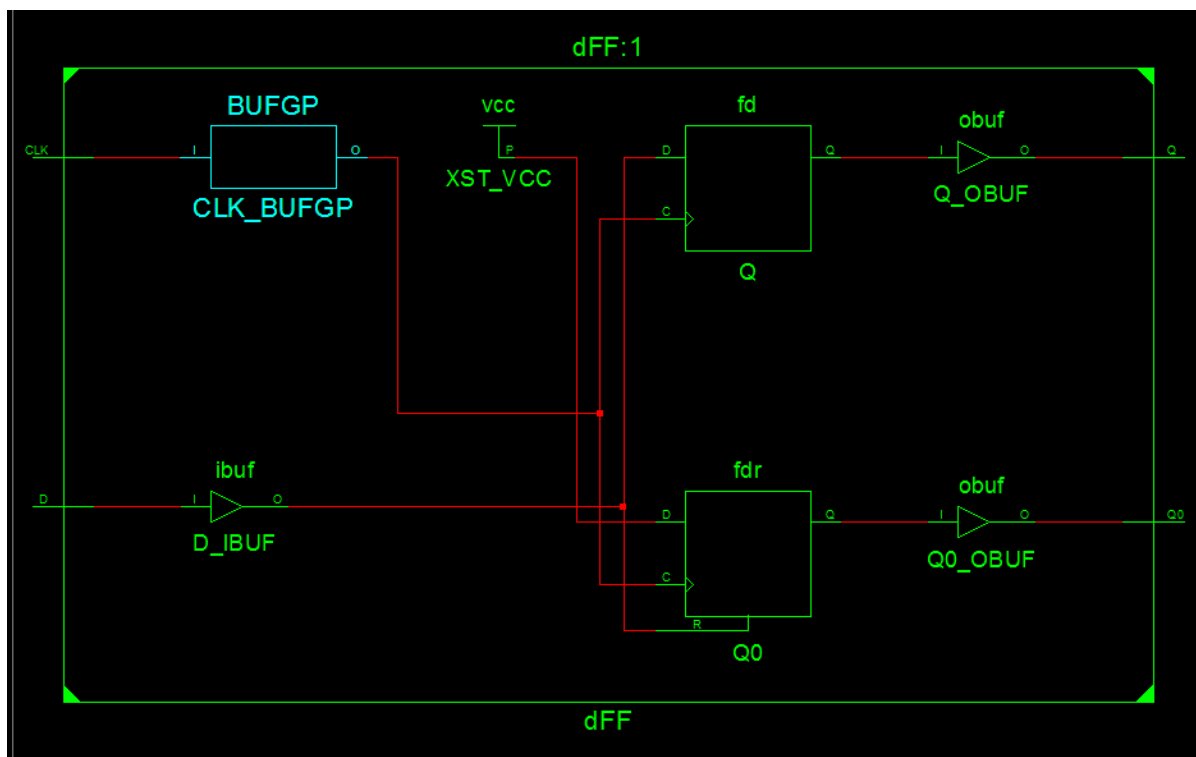 dFF:1
BUFGP
vcc
fd
obuf
CLK
I
O
P
D
Q
I
O
Q
XST_VCC
CLK_BUFGP
Q_OBUF
C
Q
ibuf
fdr
obuf
D
I
O
D
Q
I
O
Q0
D_IBUF
Q0_OBUF
C
R
Q0
dFF